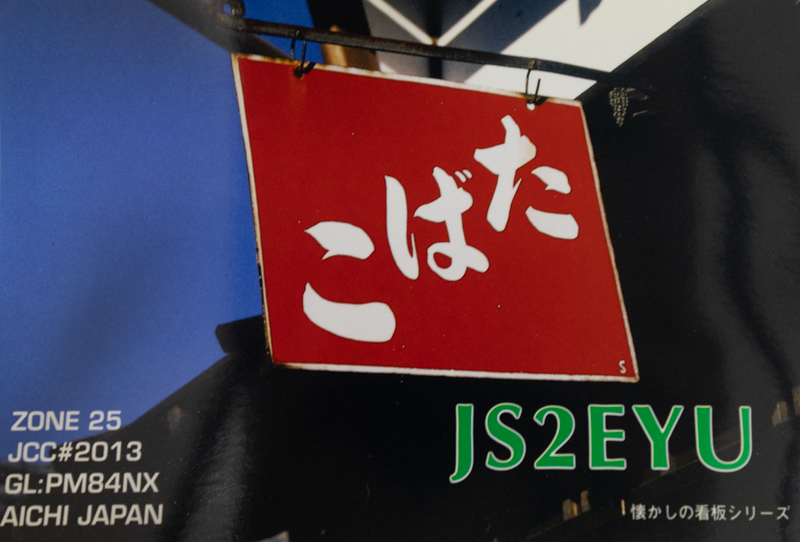 たばこ
S
ZONE 25
JCC#2013
GL:PM84NX
AICHI JAPAN
JS2EYU
懐かしの看板シリーズ